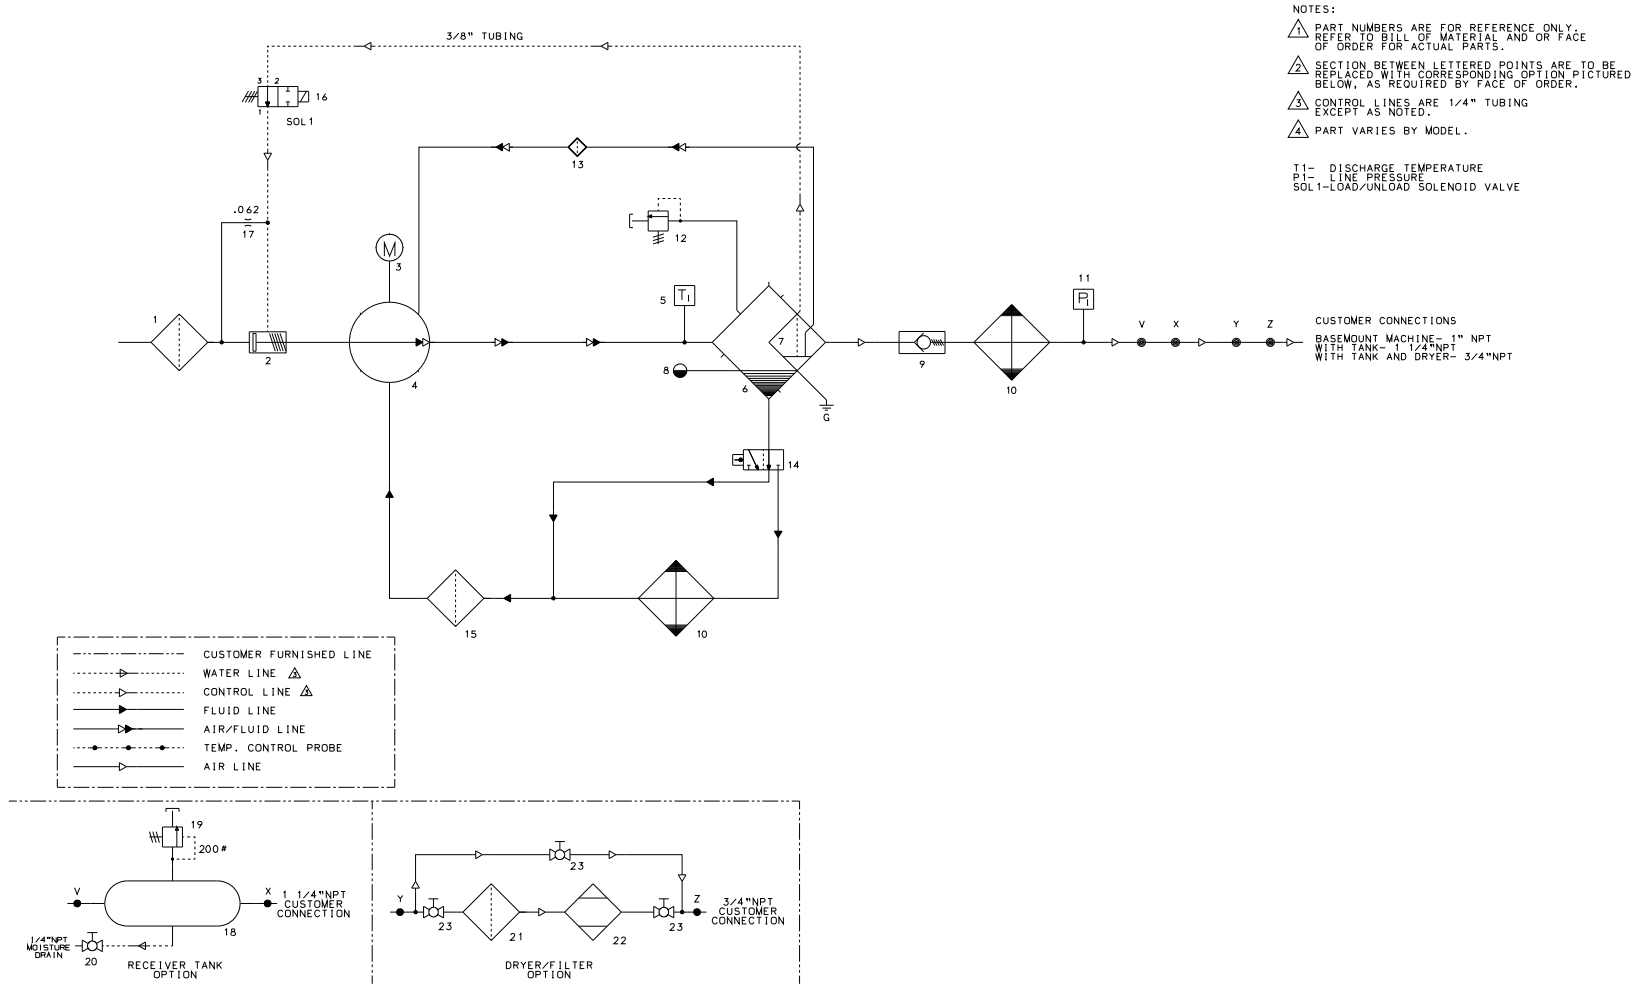 NOTES:
1 PART NUMBERS ARE FOR REFERENCE ONLY.
REFER TO BILL OF MATERIAL AND OR FACE
OF ORDER FOR ACTUAL PARTS.
2 SECTION BETWEEN LETTERED POINTS ARE TO BE
REPLACED WITH CORRESPONDING OPTION PICTURED
BELOW, AS REQUIRED BY FACE OF ORDER.
3 CONTROL LINES ARE 1/4" TUBING
EXCEPT AS NOTED.
4 PART VARIES BY MODEL.
T1- DISCHARGE TEMPERATURE
P1- LINE PRESSURE
SOL1-LOAD/UNLOAD SOLENOID VALVE
3/8" TUBING
3 2
16
1
SOL1
13
.062
17
12
M
3
11
5
T1
P1
1
2
4
7
8
6
G
9
10
V X Y Z
CUSTOMER CONNECTIONS
BASEMOUNT MACHINE- 1" NPT
WITH TANK- 1 1/4"NPT
WITH TANK AND DRYER- 3/4"NPT
14
15
10
CUSTOMER FURNISHED LINE
WATER LINE 3
CONTROL LINE 3
FLUID LINE
AIR/FLUID LINE
TEMP. CONTROL PROBE
AIR LINE
19
200#
V
X
1 1/4"NPT
CUSTOMER
CONNECTION
18
1/4"NPT
MOISTURE
DRAIN
20
RECEIVER TANK
OPTION
23
Y
Z
3/4"NPT
CUSTOMER
CONNECTION
23
21
22
23
DRYER/FILTER
OPTION